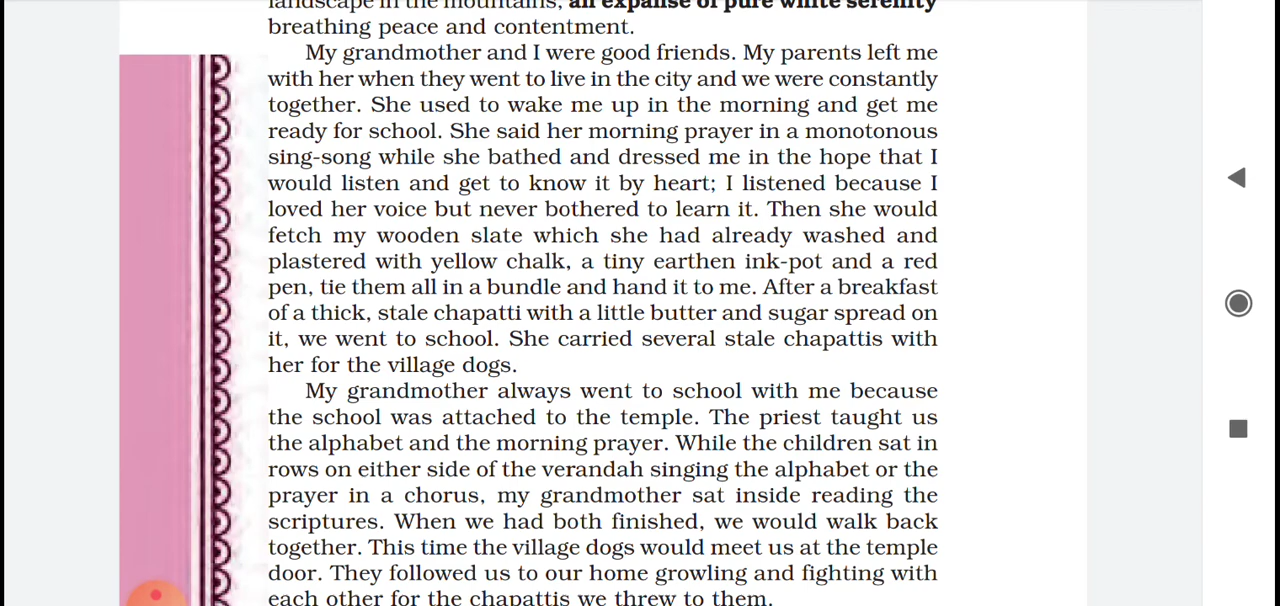 landscape in the mountains, an expanse of pure white serenity
breathing peace and contentment.
My grandmother and I were good friends. My parents left me
with her when they went to live in the city and we were constantly
together. She used to wake me up in the morning and get me
ready for school. She said her morning prayer in a monotonous
sing-song while she bathed and dressed me in the hope that I
would listen and get to know it by heart; I listened because I
loved her voice but never bothered to learn it. Then she would
fetch my wooden slate which she had already washed and
plastered with yellow chalk, a tiny earthen ink-pot and a red
pen, tie them all in a bundle and hand it to me. After a breakfast
of a thick, stale chapatti with a little butter and sugar spread on
it, we went to school. She carried several stale chapattis with
her for the village dogs.
My grandmother always went to school with me because
the school was attached to the temple. The priest taught us
the alphabet and the morning prayer. While the children sat in
rows on either side of the verandah singing the alphabet or the
prayer in a chorus, my grandmother sat inside reading the
scriptures. When we had both finished, we would walk back
together. This time the village dogs would meet us at the temple
door. They followed us to our home growling and fighting with
each other for the chapattis we threw to them.